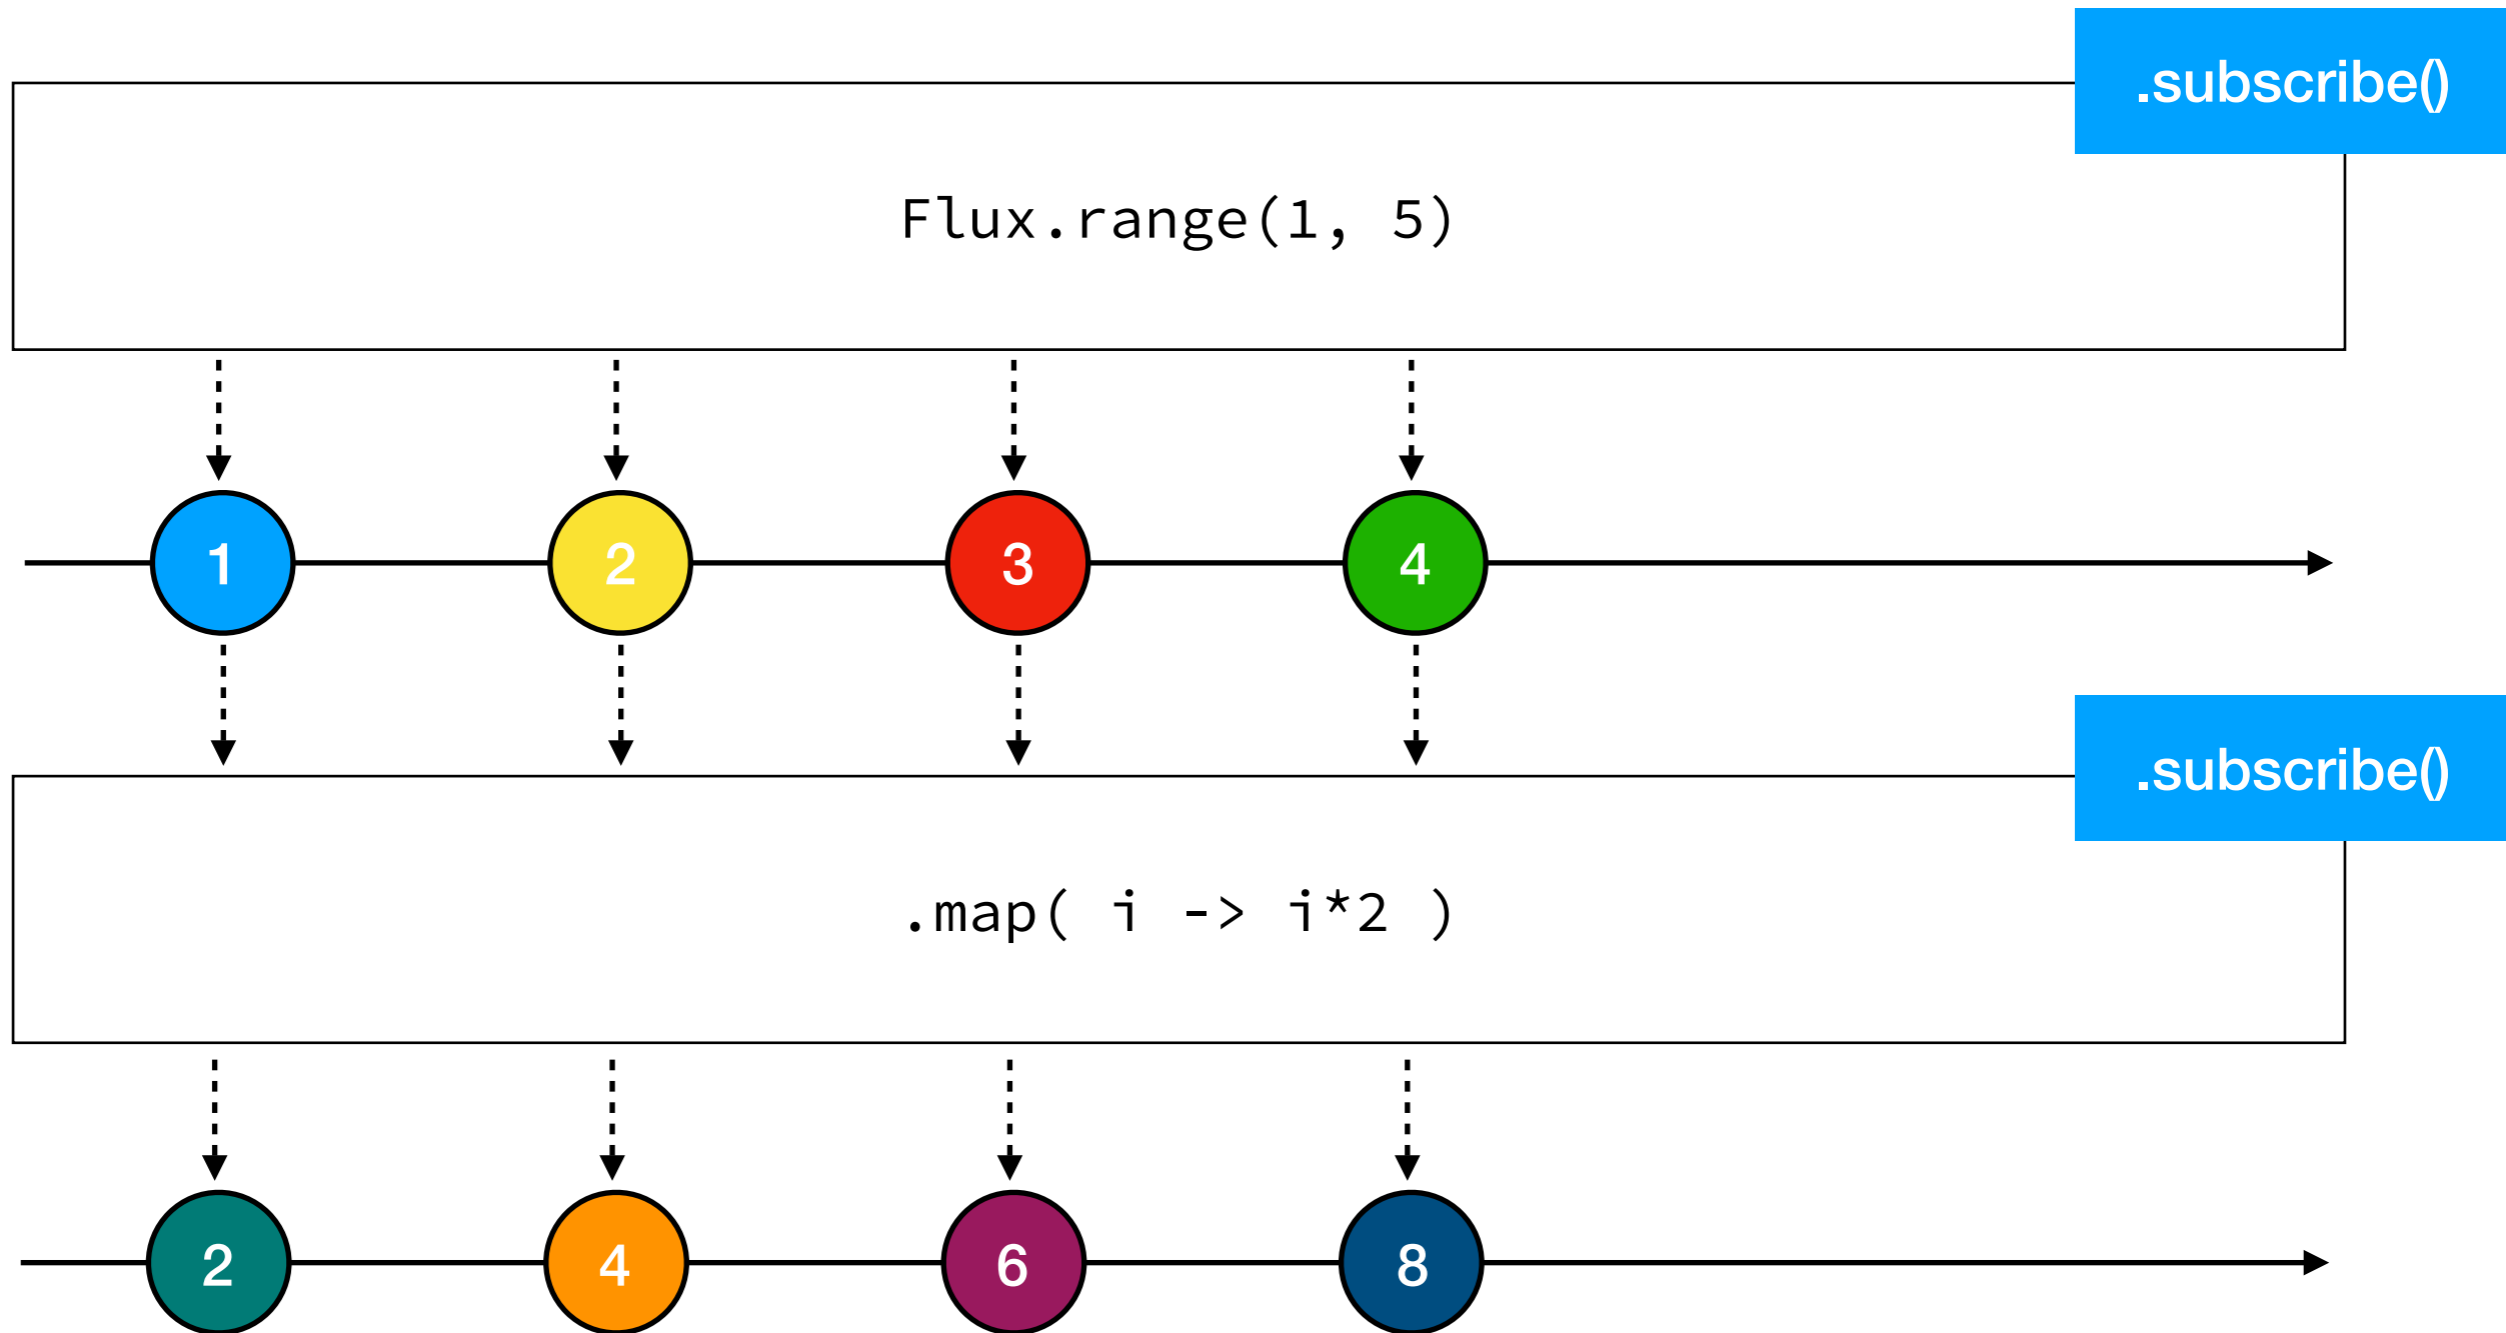 .subscribe()
Flux.range(1, 5)
1 2 3 4
.subscribe()
.map( i -> i*2 )
2 4 6 8